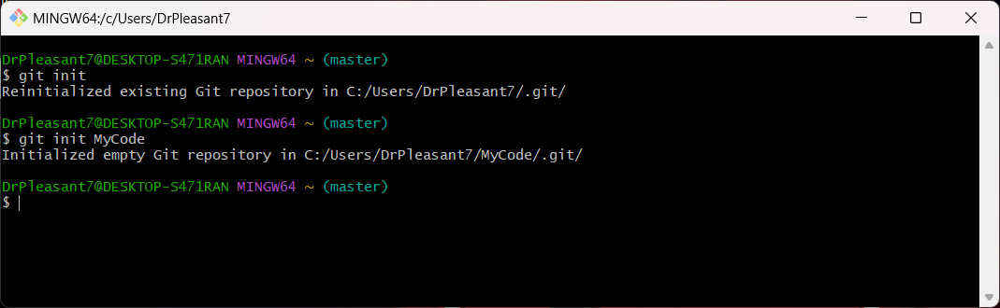 MINGW64:/c/Users/DrPleasant7
DrPleasant7@DESKTOP-S471RAN MINGW64 ~ (master)
$ git init
Reinitialized existing Git repository in C:/Users/DrPleasant7/.git/
DrPleasant7@DESKTOP-S471RAN MINGW64 ~ (master)
$ git init MyCode
Initialized empty Git repository in C:/Users/DrPleasant7/MyCode/.git/
DrPleasant7@DESKTOP-S471RAN MINGW64 ~ (master)
$